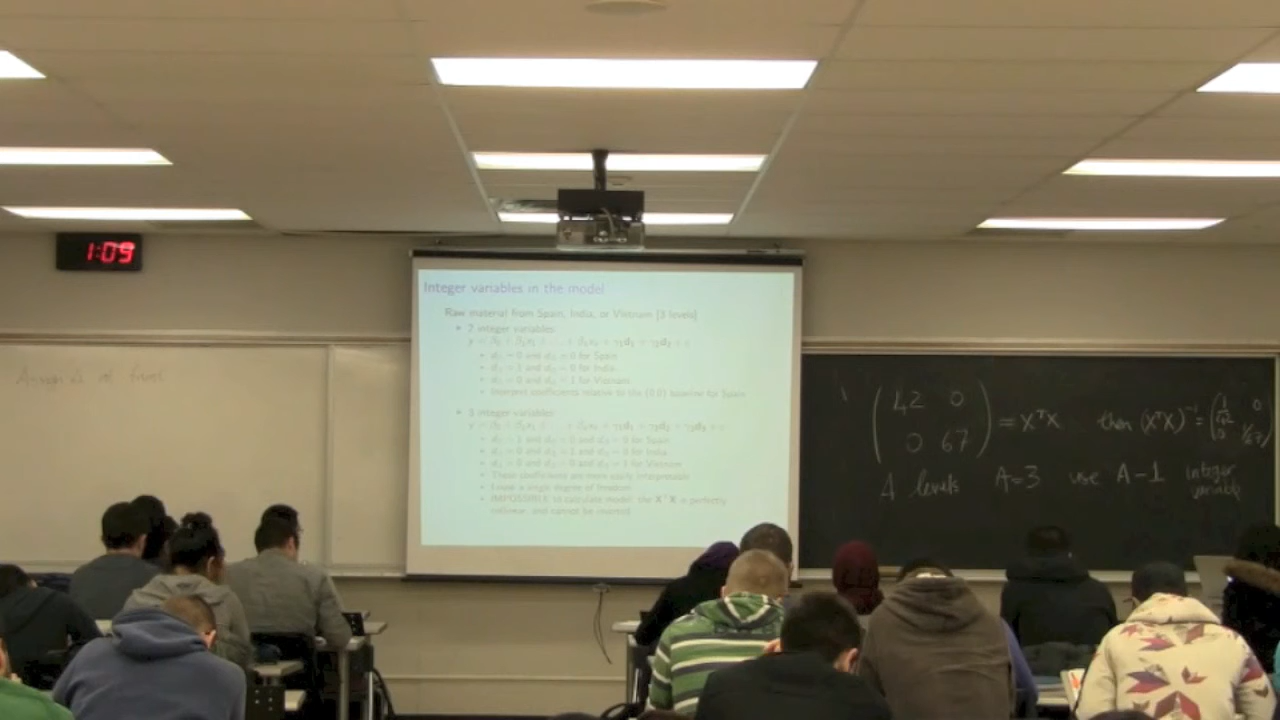 1:09
Integer variables in the model
Raw material from Spain, India, or Vietnam [3 levels]
• 2 integer variables:
• d₁ = 0 and d₂ = 0 for Spain
• d₁ = 1 and d₂ = 0 for India
• d₁ = 0 and d₂ = 1 for Vietnam
• Interpret coefficients relative to the (0,0) baseline for Spain
• 3 integer variables:
• d₁ = 1 and d₂ = 0 and d₃ = 0 for Spain
• d₁ = 0 and d₂ = 1 and d₃ = 0 for India
• d₁ = 0 and d₂ = 0 and d₃ = 1 for Vietnam
• These coefficients are more easily interpretable
• a single degree of freedom
• IMPOSSIBLE to calculate model: the XᵀX is perfectly
collinear, and cannot be inverted
42 0
0 67
= XᵀX then (XᵀX)⁻¹ =
A levels A=3 use A-1 integer
variables